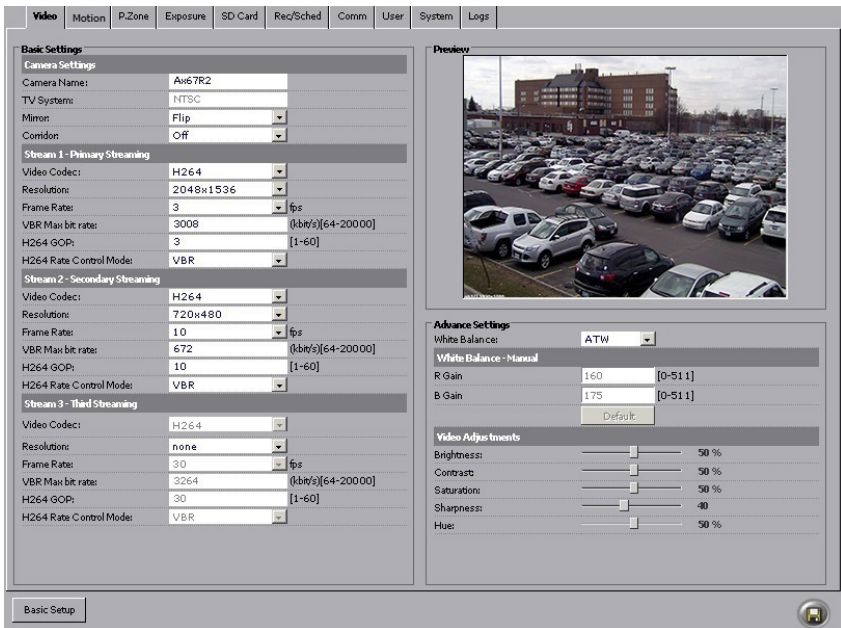 Video Motion P.Zone Exposure SD Card Rec/Sched Comm User System Logs
Basic Settings
Camera Settings
Camera Name: Ax67R2
TV System: NTSC
Mirror: Flip
Corridor: Off
Stream 1 - Primary Streaming
Video Codec: H264
Resolution: 2048x1536
Frame Rate: 3 fps
VBR Max bit rate: 3008 (kbit/s)[64-20000]
H264 GOP: 3 [1-60]
H264 Rate Control Mode: VBR
Stream 2 - Secondary Streaming
Video Codec: H264
Resolution: 720x480
Frame Rate: 10 fps
VBR Max bit rate: 672 (kbit/s)[64-20000]
H264 GOP: 10 [1-60]
H264 Rate Control Mode: VBR
Stream 3 - Third Streaming
Video Codec: H264
Resolution: none
Frame Rate: 30 fps
VBR Max bit rate: 3264 (kbit/s)[64-20000]
H264 GOP: 30 [1-60]
H264 Rate Control Mode: VBR
Preview
Advance Settings
White Balance: ATW
White Balance - Manual
R Gain 160 [0-511]
B Gain 175 [0-511]
Default
Video Adjustments
Brightness: 50 %
Contrast: 50 %
Saturation: 50 %
Sharpness: 40
Hue: 50 %
Basic Setup